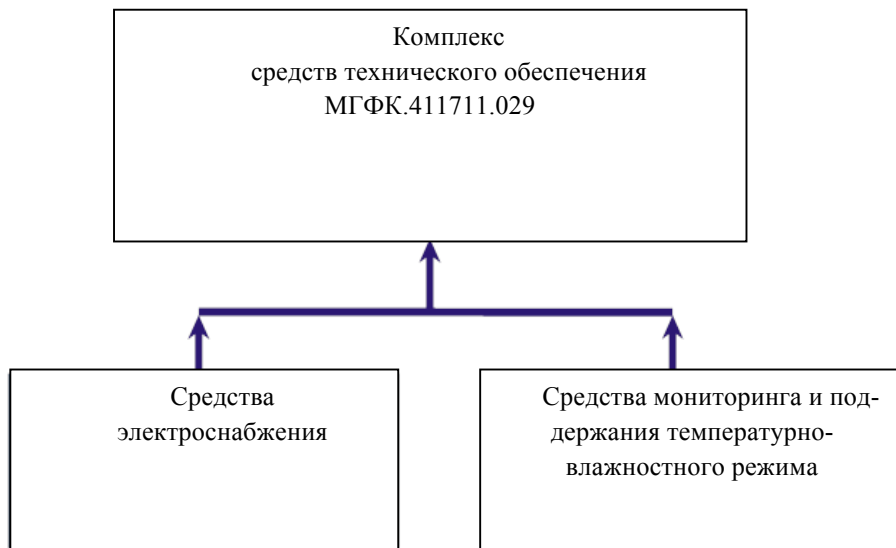 Комплекс
средств технического обеспечения
МГФК.411711.029
Средства
электроснабжения
Средства мониторинга и под-
держания температурно-
влажностного режима